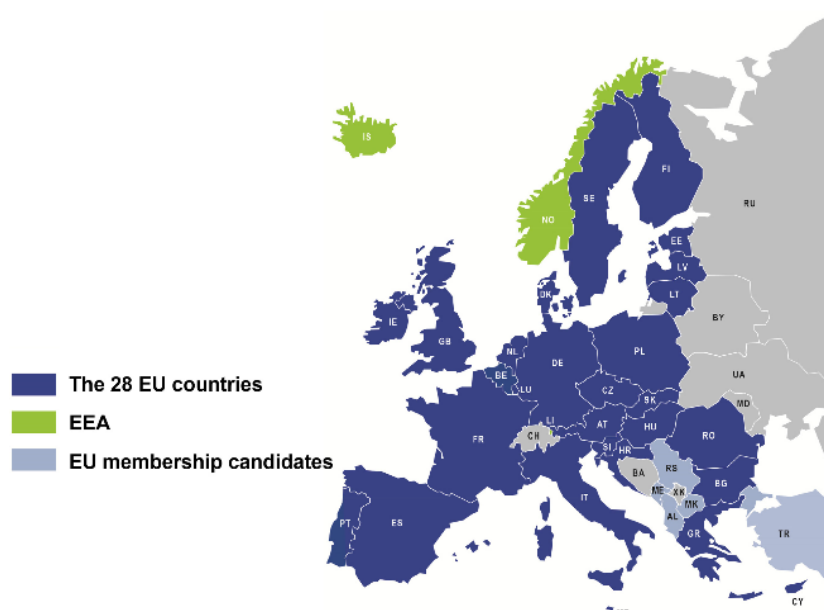 IS
FI
SE
NO
RU
EE
LV
DK
LT
IE
BY
GB
NL
DE
PL
BE
UA
The 28 EU countries
LU
CZ
SK
MD
EEA
LI
AT
HU
FR
CH
SI
HR
RO
EU membership candidates
BA
RS
BG
ME
XK
MK
IT
PT
ES
AL
GR
TR
CY